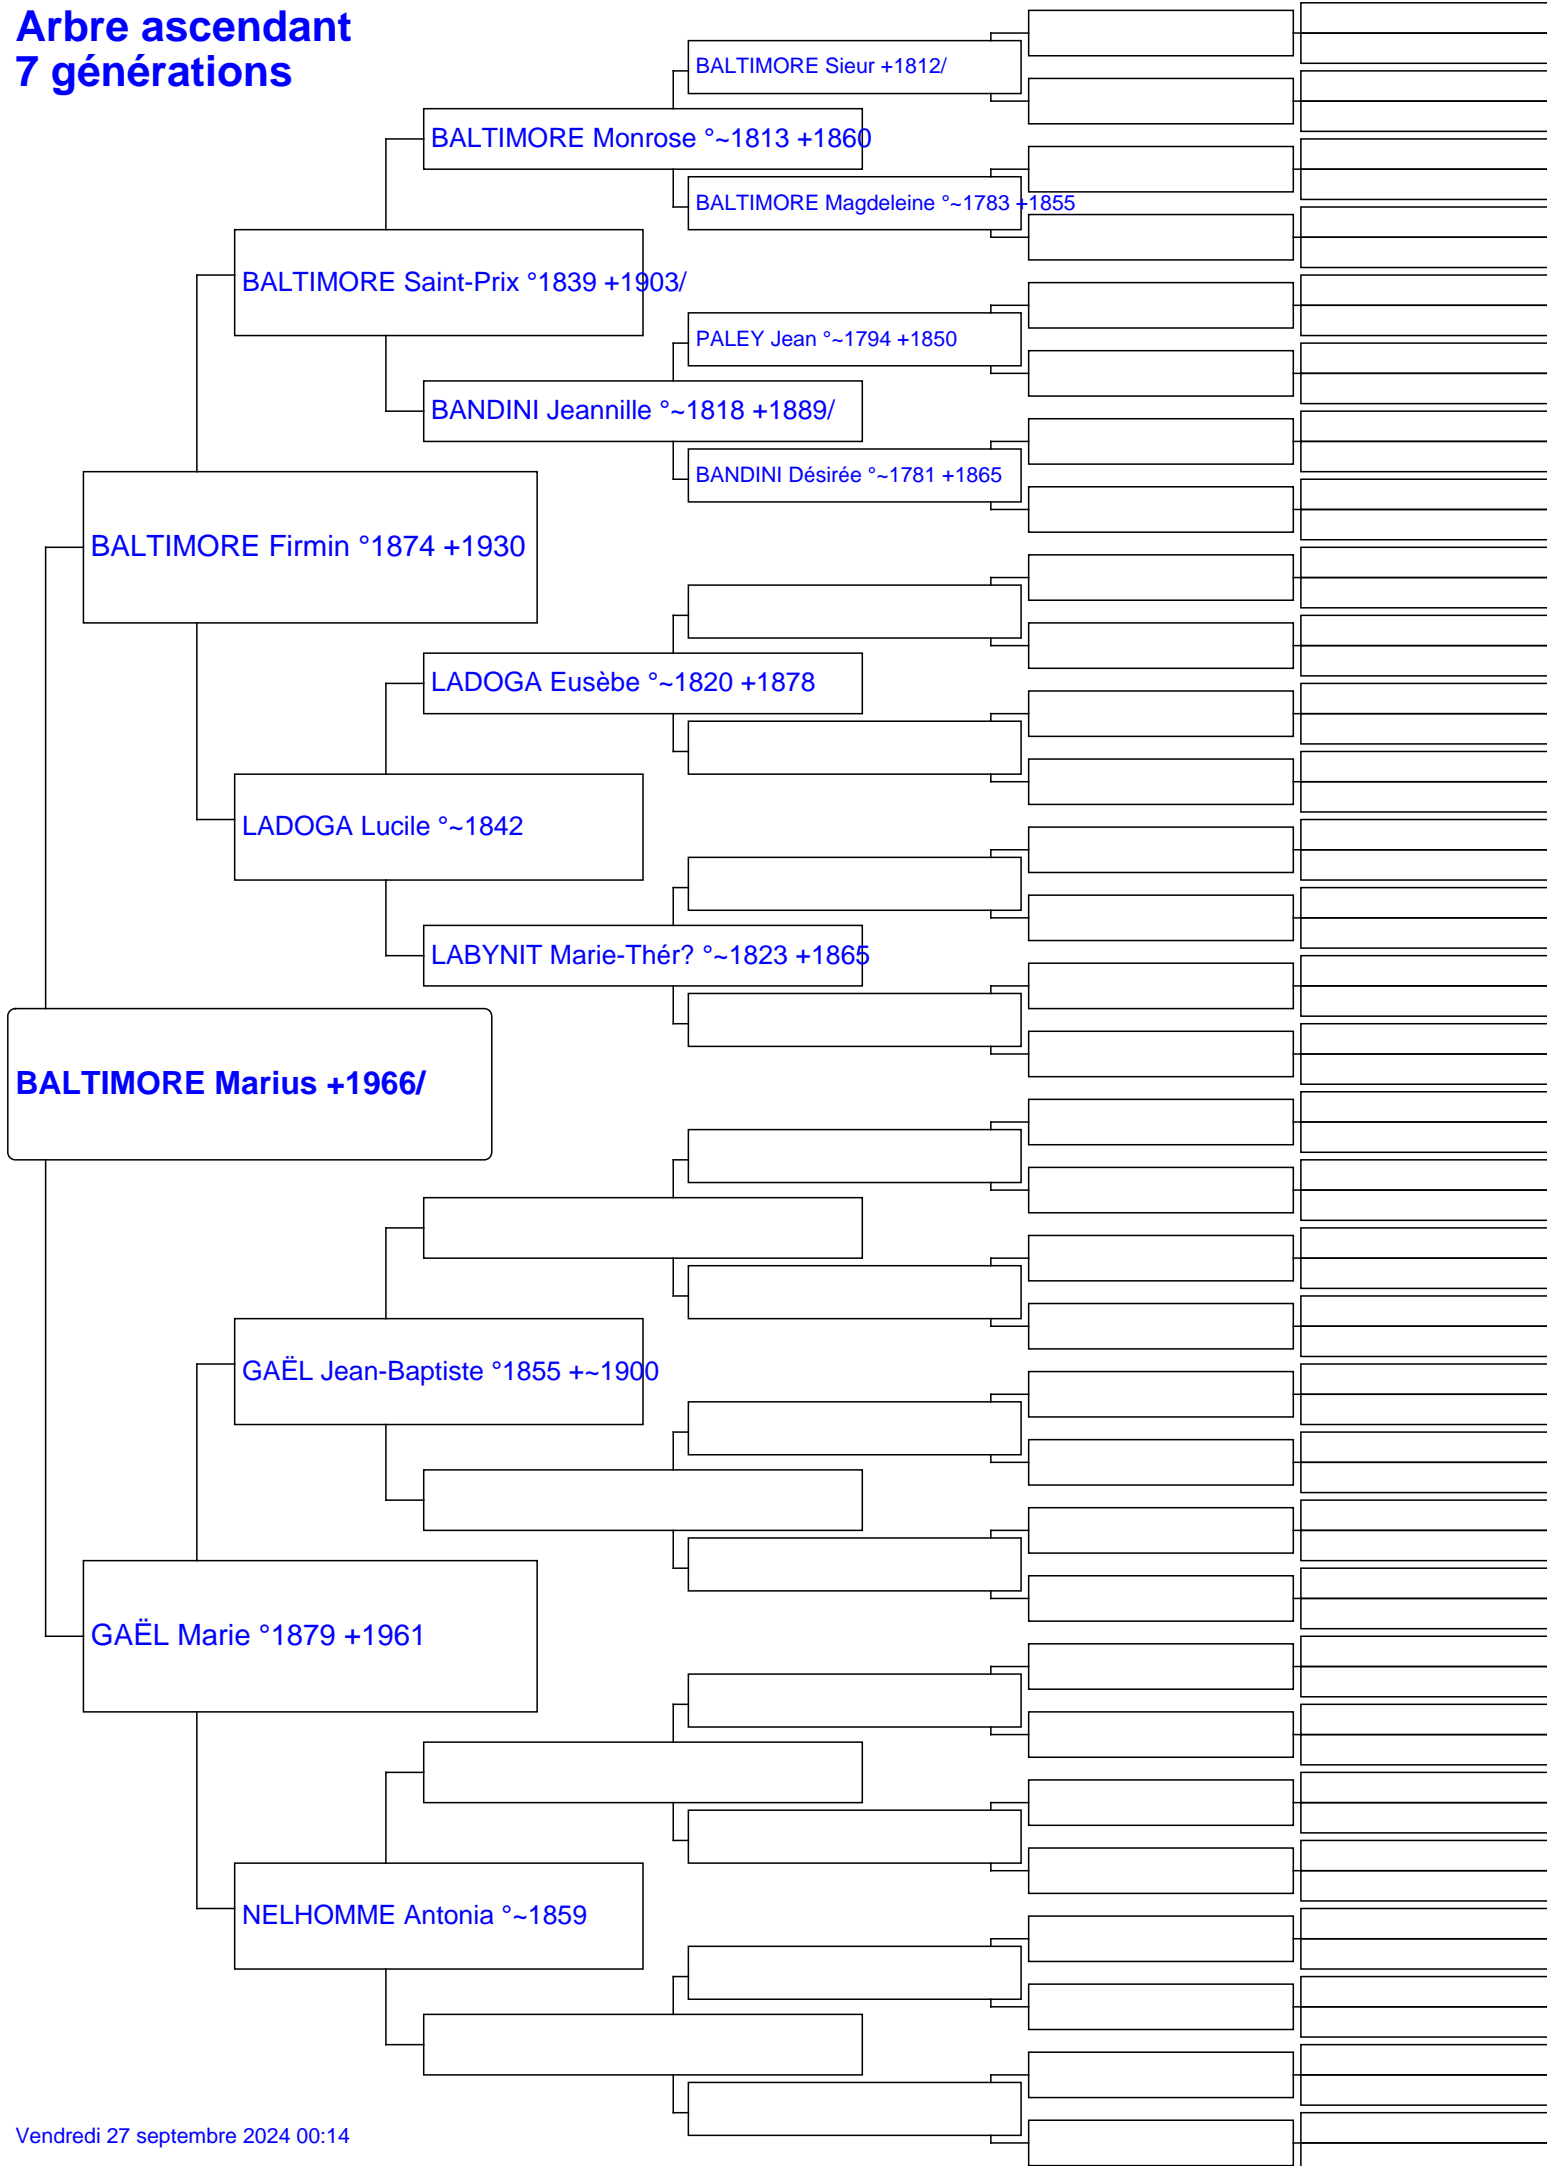 Arbre ascendant
7 générations
BALTIMORE Sieur +1812/
BALTIMORE Monrose °~1813 +1860
BALTIMORE Magdeleine °~1783 +1855
BALTIMORE Saint-Prix °1839 +1903/
PALEY Jean °~1794 +1850
BANDINI Jeannille °~1818 +1889/
BANDINI Désirée °~1781 +1865
BALTIMORE Firmin °1874 +1930
LADOGA Eusèbe °~1820 +1878
LADOGA Lucile °~1842
LABYNIT Marie-Thér? °~1823 +1865
BALTIMORE Marius +1966/
GAËL Jean-Baptiste °1855 +~1900
GAËL Marie °1879 +1961
NELHOMME Antonia °~1859
Vendredi 27 septembre 2024 00:14